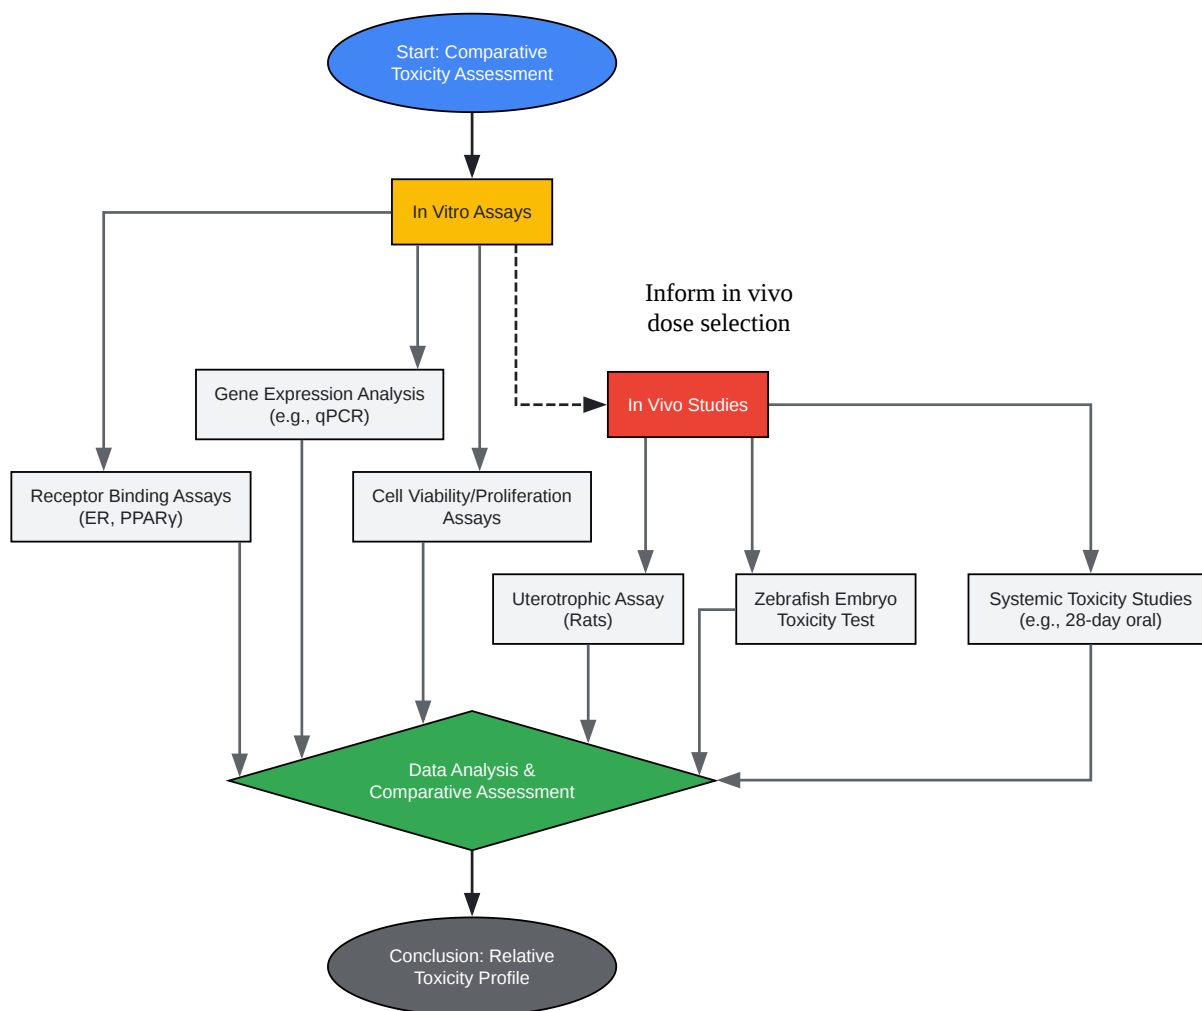 Start: Comparative
Toxicity Assessment
In Vitro Assays
Inform in vivo
dose selection
Gene Expression Analysis
(e.g., qPCR)
In Vivo Studies
Receptor Binding Assays
(ER, PPARγ)
Cell Viability/Proliferation
Assays
Uterotrophic Assay
(Rats)
Zebrafish Embryo
Toxicity Test
Systemic Toxicity Studies
(e.g., 28-day oral)
Data Analysis &
Comparative Assessment
Conclusion: Relative
Toxicity Profile